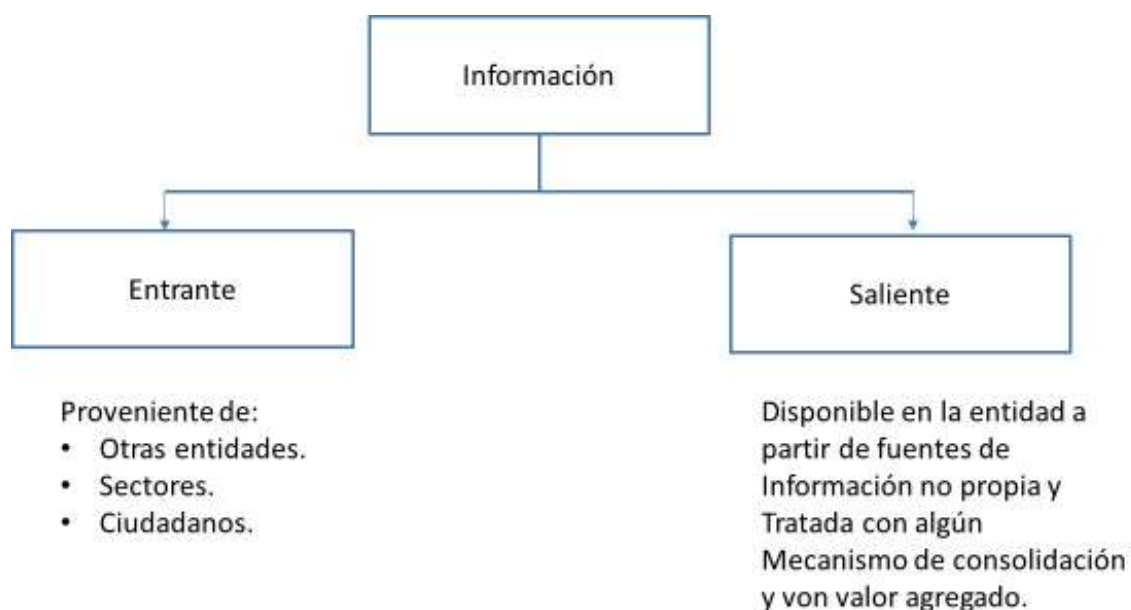 Información
Entrante
Saliente
Proveniente de:
• Otras entidades.
• Sectores.
• Ciudadanos.
Disponible en la entidad a
partir de fuentes de
Información no propia y
Tratada con algún
Mecanismo de consolidación
y von valor agregado.